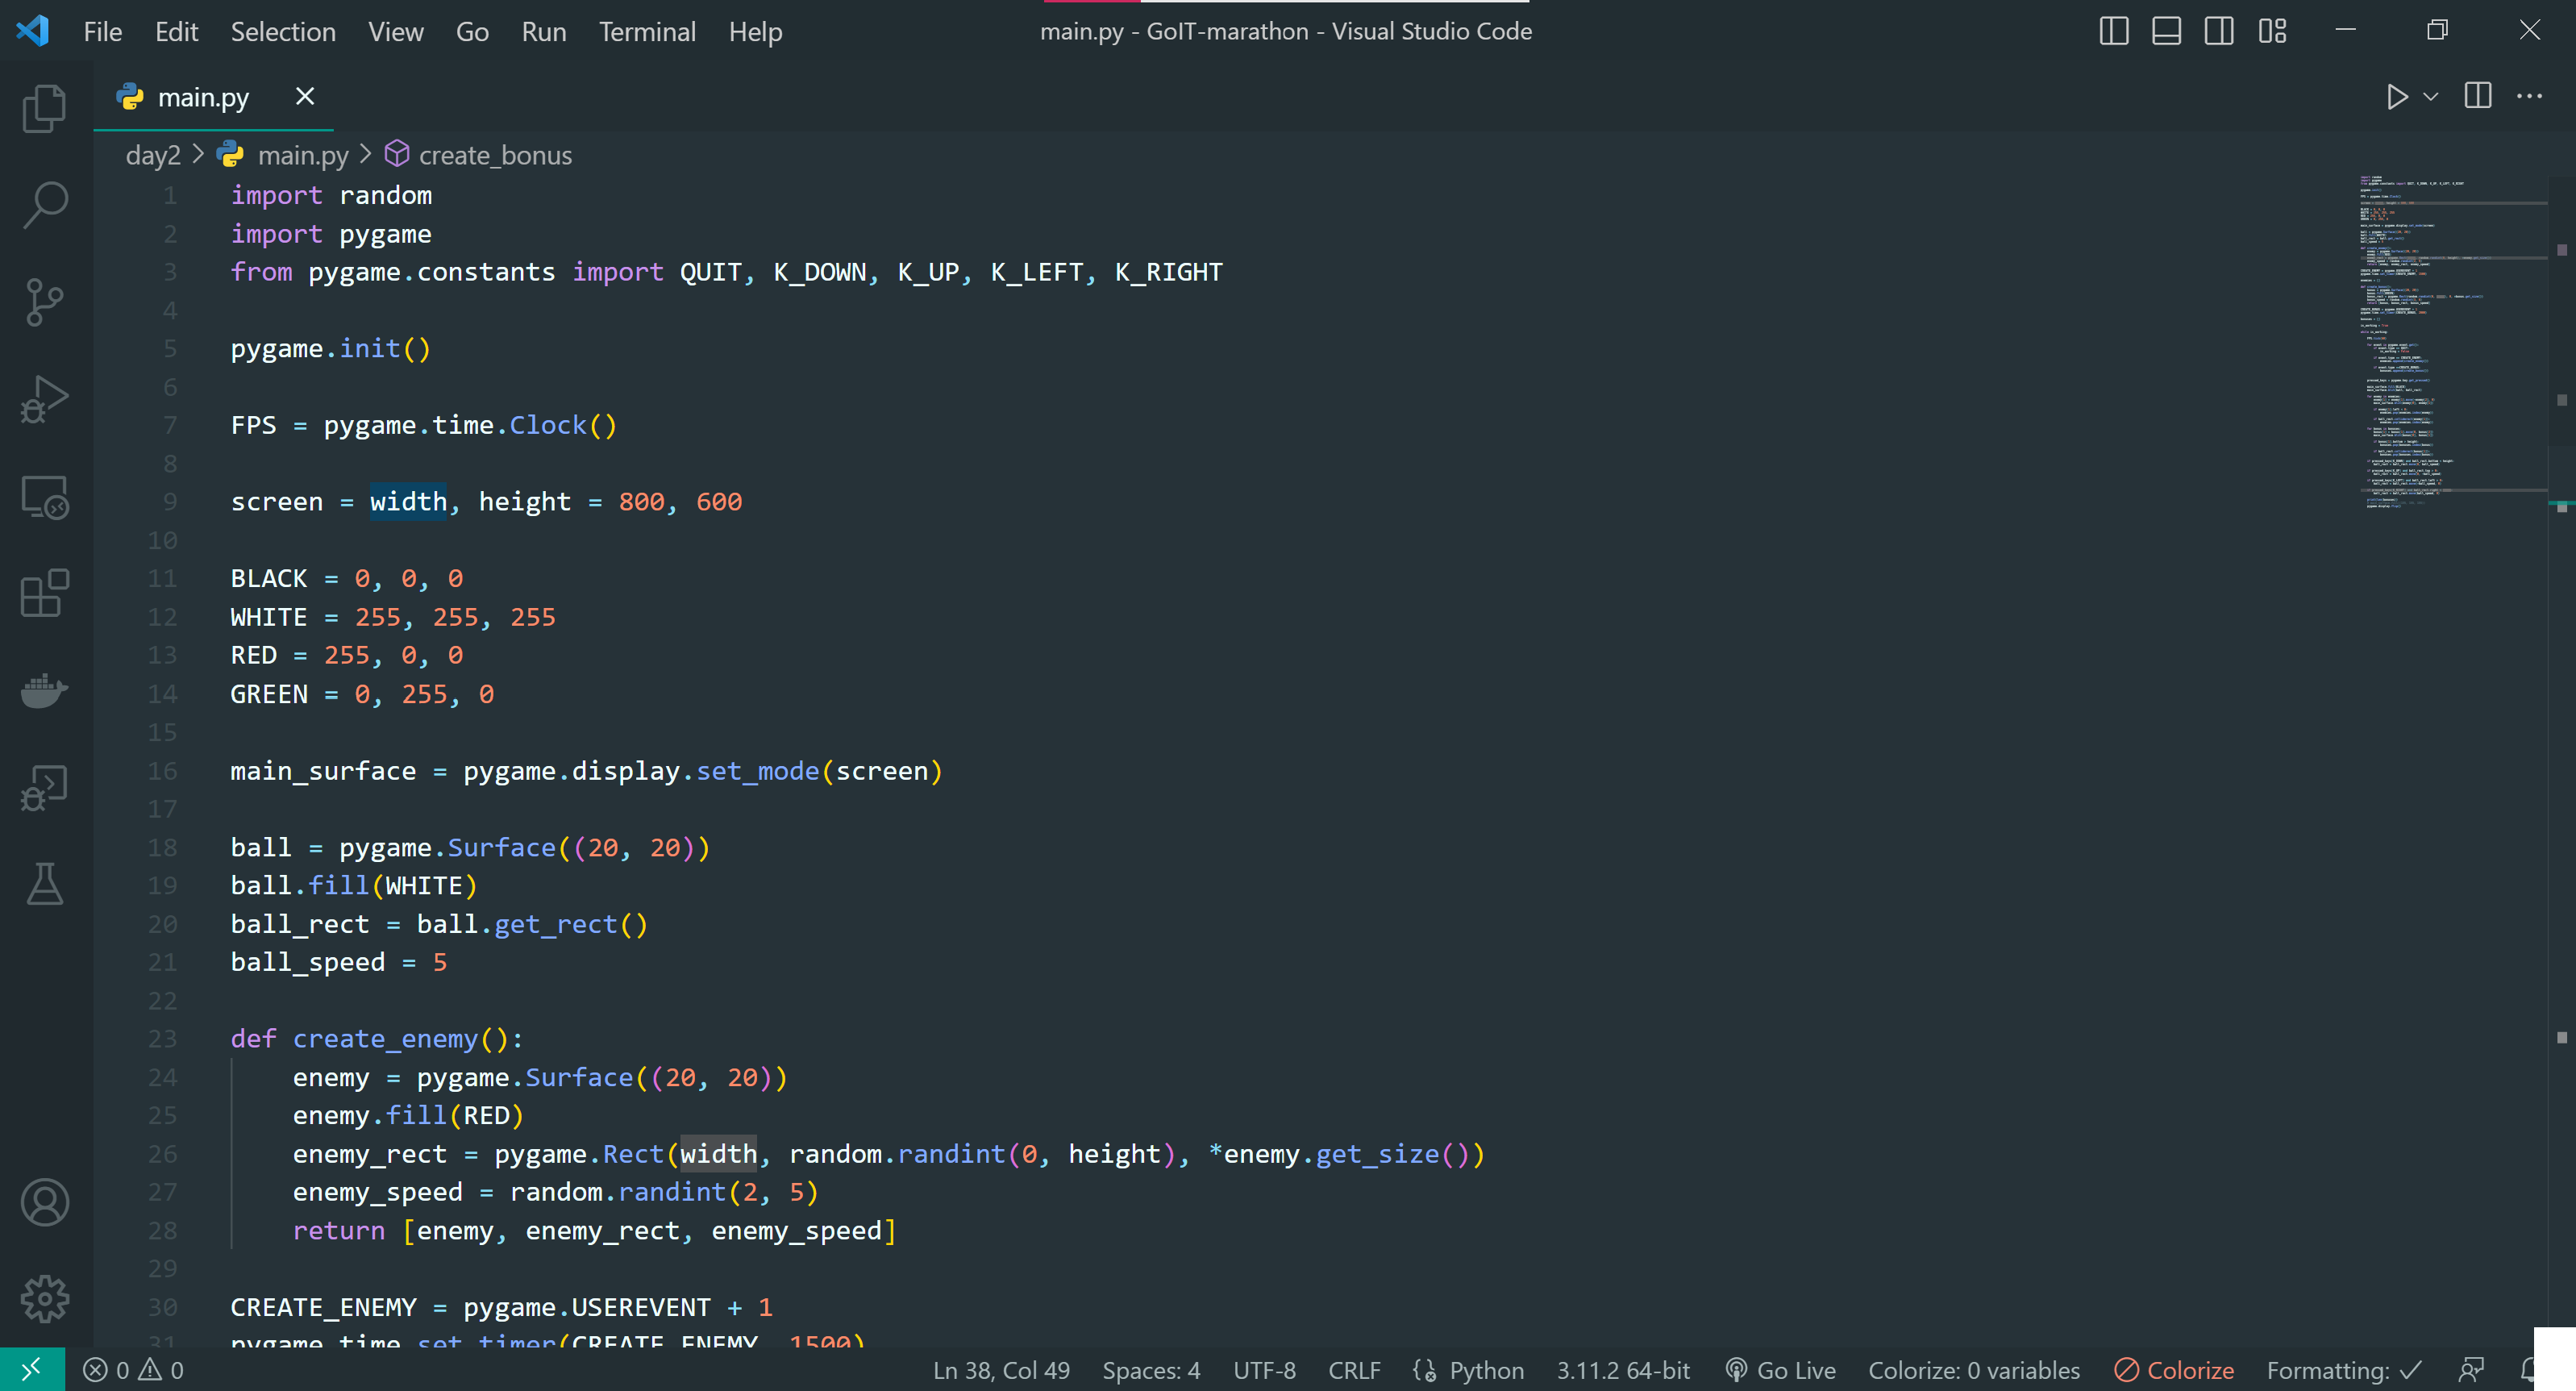 File Edit Selection View Go Run Terminal Help
main.py - GoIT-marathon - Visual Studio Code
main.py
day2 > main.py > create_bonus
1 import random
2 import pygame
3 from pygame.constants import QUIT, K_DOWN, K_UP, K_LEFT, K_RIGHT
4
5 pygame.init()
6
7 FPS = pygame.time.Clock()
8
9 screen = width, height = 800, 600
10
11 BLACK = 0, 0, 0
12 WHITE = 255, 255, 255
13 RED = 255, 0, 0
14 GREEN = 0, 255, 0
15
16 main_surface = pygame.display.set_mode(screen)
17
18 ball = pygame.Surface((20, 20))
19 ball.fill(WHITE)
20 ball_rect = ball.get_rect()
21 ball_speed = 5
22
23 def create_enemy():
24     enemy = pygame.Surface((20, 20))
25     enemy.fill(RED)
26     enemy_rect = pygame.Rect(width, random.randint(0, height), *enemy.get_size())
27     enemy_speed = random.randint(2, 5)
28     return [enemy, enemy_rect, enemy_speed]
29
30 CREATE_ENEMY = pygame.USEREVENT + 1
31 pygame.time.set_timer(CREATE_ENEMY, 1500)
0 0
Ln 38, Col 49 Spaces: 4 UTF-8 CRLF Python 3.11.2 64-bit Go Live Colorize: 0 variables Colorize Formatting: